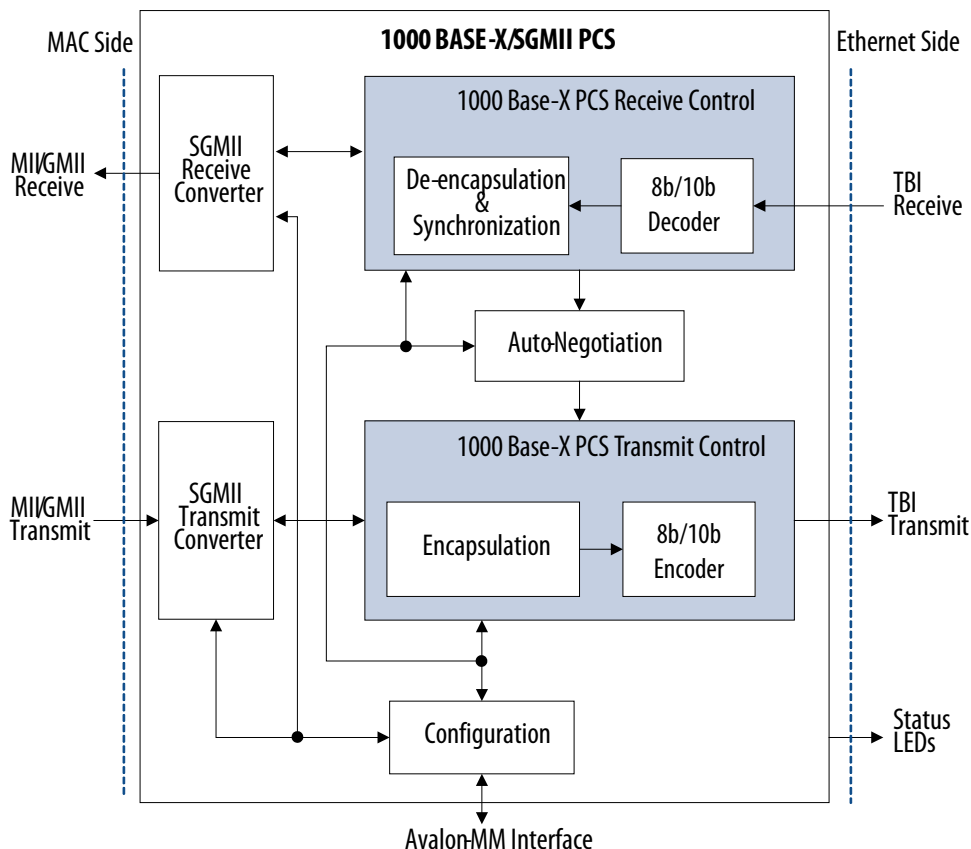 MAC Side
1000 BASE-X/SGMII PCS
Ethernet Side
1000 Base-X PCS Receive Control
MII/GMII
Receive
SGMII
Receive
Converter
De-encapsulation
&
Synchronization
8b/10b
Decoder
TBI
Receive
Auto-Negotiation
1000 Base-X PCS Transmit Control
MII/GMII
Transmit
SGMII
Transmit
Converter
Encapsulation
8b/10b
Encoder
TBI
Transmit
Configuration
Status
LEDs
Avalon-MM Interface